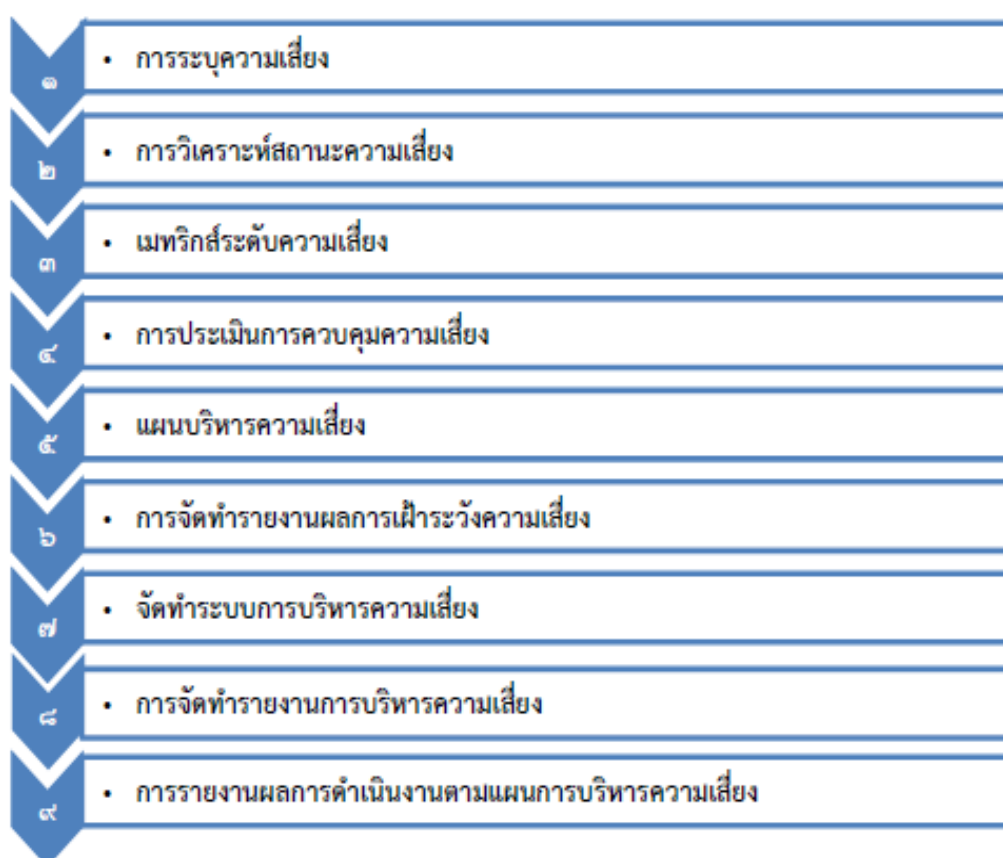 ๑
• การระบุความเสี่ยง
๒
• การวิเคราะห์สถานะความเสี่ยง
๓
• เมทริกส์ระดับความเสี่ยง
๔
• การประเมินการควบคุมความเสี่ยง
๕
• แผนบริหารความเสี่ยง
๖
• การจัดทำรายงานผลการเฝ้าระวังความเสี่ยง
๗
• จัดทำระบบการบริหารความเสี่ยง
๘
• การจัดทำรายงานการบริหารความเสี่ยง
๙
• การรายงานผลการดำเนินงานตามแผนการบริหารความเสี่ยง